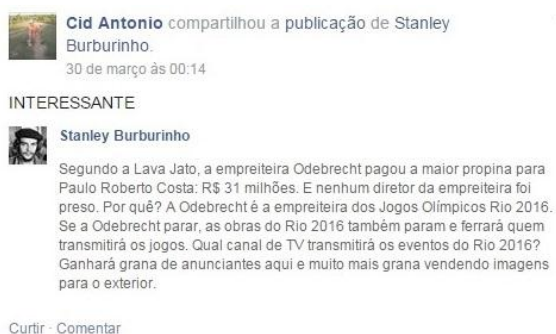 Cid Antonio compartilhou a publicação de Stanley
Burburinho.
30 de março às 00:14
INTERESSANTE
Stanley Burburinho
Segundo a Lava Jato, a empreiteira Odebrecht pagou a maior propina para
Paulo Roberto Costa: R$ 31 milhões. E nenhum diretor da empreiteira foi
preso. Por quê? A Odebrecht é a empreiteira dos Jogos Olímpicos Rio 2016.
Se a Odebrecht parar, as obras do Rio 2016 também param e ferrará quem
transmitirá os jogos. Qual canal de TV transmitirá os eventos do Rio 2016?
Ganhará grana de anunciantes aqui e muito mais grana vendendo imagens
para o exterior.
Curtir · Comentar